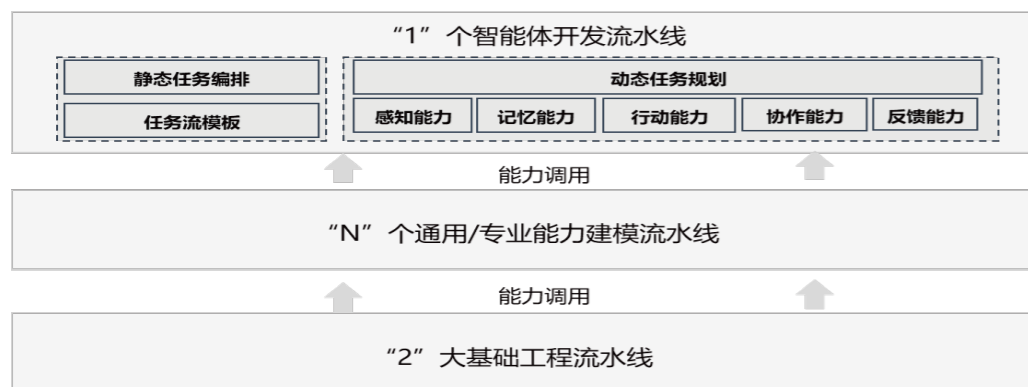 “1”个智能体开发流水线
静态任务编排
动态任务规划
任务流模板
感知能力
记忆能力
行动能力
协作能力
反馈能力
能力调用
“N”个通用/专业能力建模流水线
能力调用
“2”大基础工程流水线